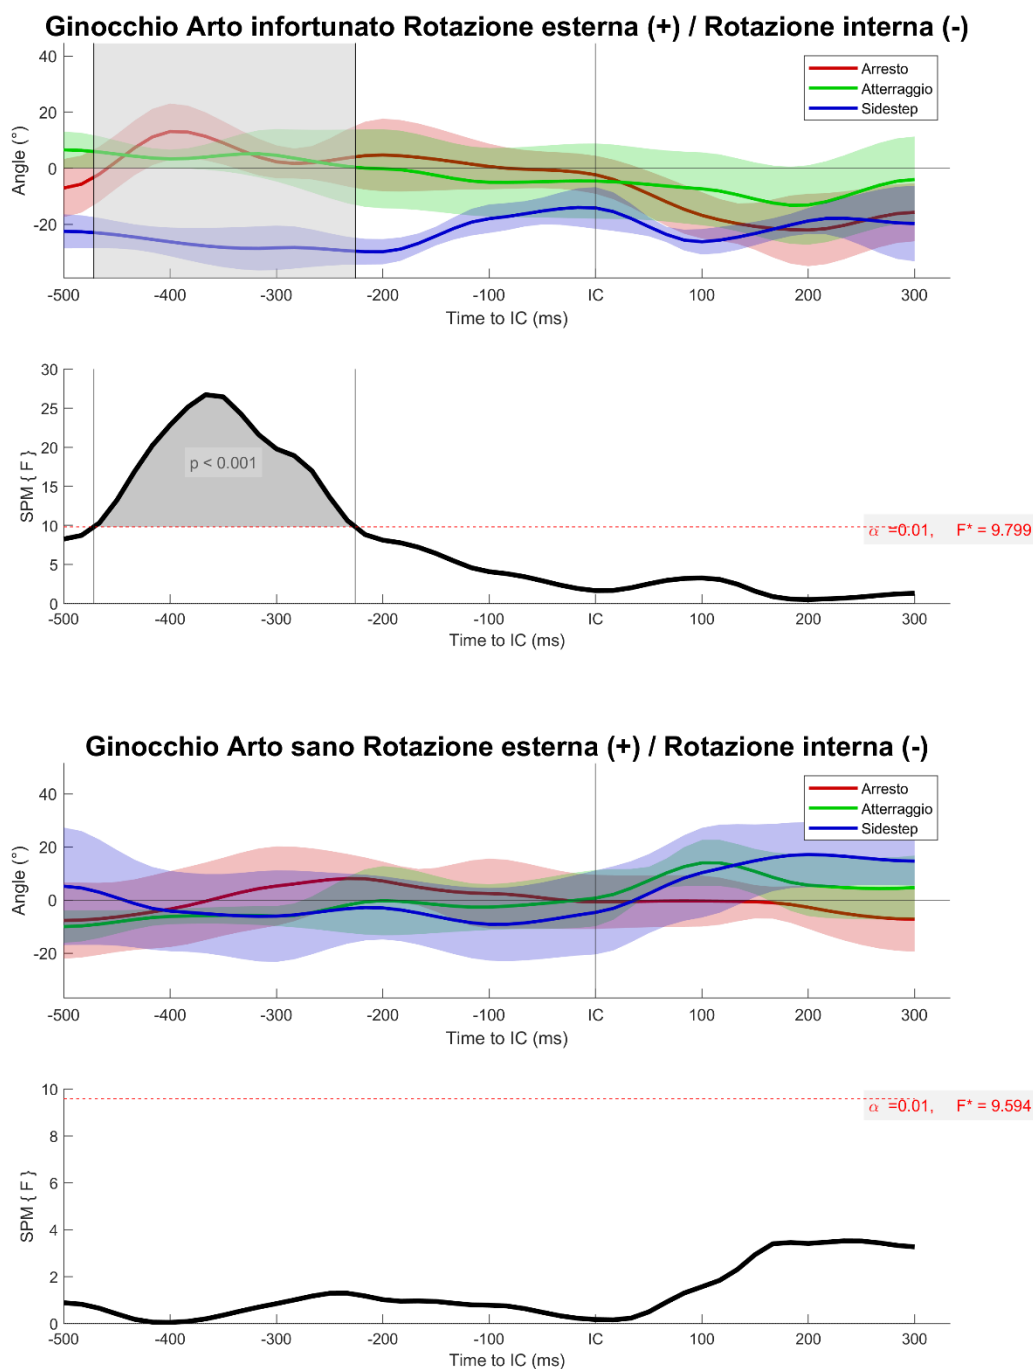 Ginocchio Arto infortunato Rotazione esterna (+) / Rotazione interna (-)
40
20
0
-20
Angle (°)
Arresto
Atterraggio
Sidestep
-500 -400 -300 -200 -100 IC 100 200 300
Time to IC (ms)
30
25
20
15
10
5
0
SPM { F }
p < 0.001
α =0.01, F* = 9.799
-500 -400 -300 -200 -100 IC 100 200 300
Time to IC (ms)
Ginocchio Arto sano Rotazione esterna (+) / Rotazione interna (-)
40
20
0
-20
Angle (°)
Arresto
Atterraggio
Sidestep
-500 -400 -300 -200 -100 IC 100 200 300
Time to IC (ms)
10
8
6
4
2
0
SPM { F }
α =0.01, F* = 9.594
-500 -400 -300 -200 -100 IC 100 200 300
Time to IC (ms)